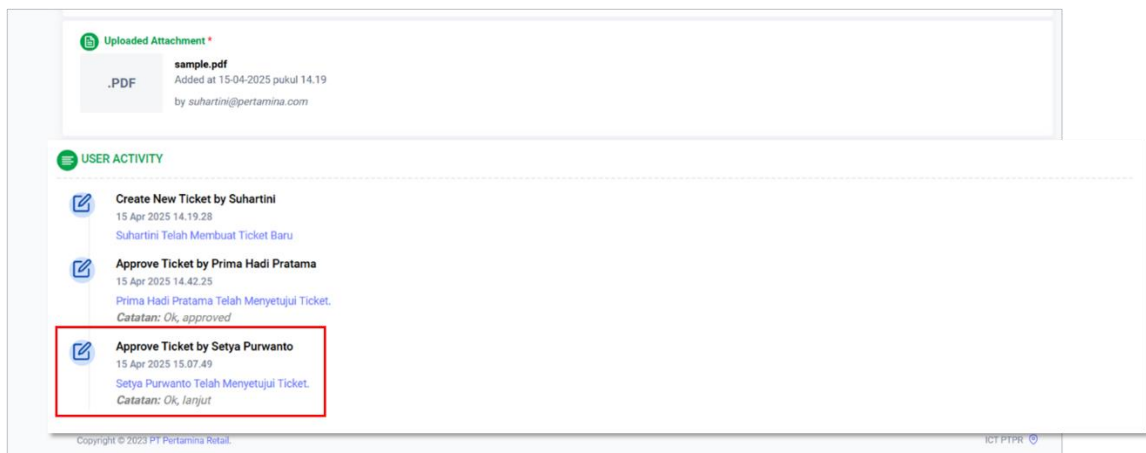 Uploaded Attachment *
.PDF
sample.pdf
Added at 15-04-2025 pukul 14.19
by suhartini@pertamina.com
USER ACTIVITY
Create New Ticket by Suhartini
15 Apr 2025 14.19.28
Suhartini Telah Membuat Ticket Baru
Approve Ticket by Prima Hadi Pratama
15 Apr 2025 14.42.25
Prima Hadi Pratama Telah Menyetujui Ticket.
Catatan: Ok, approved
Approve Ticket by Setya Purwanto
15 Apr 2025 15.07.49
Setya Purwanto Telah Menyetujui Ticket.
Catatan: Ok, lanjut
Copyright © 2023 PT Pertamina Retail.
ICT PTPR